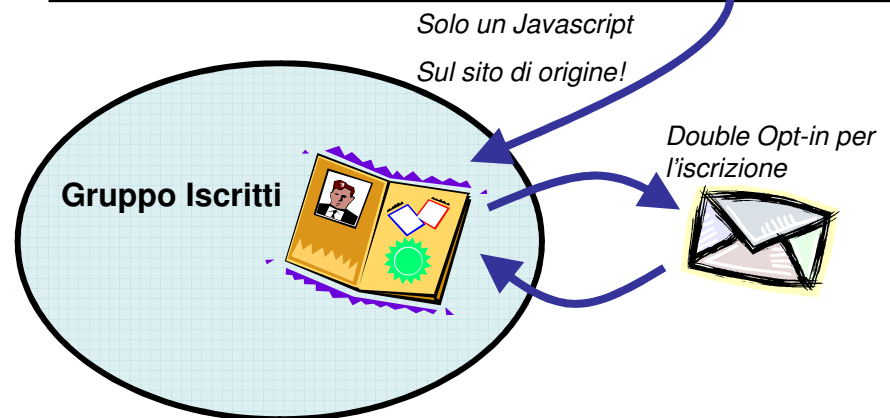 Solo un Javascript
Sul sito di origine!
Double Opt-in per
l'iscrizione
Gruppo Iscritti